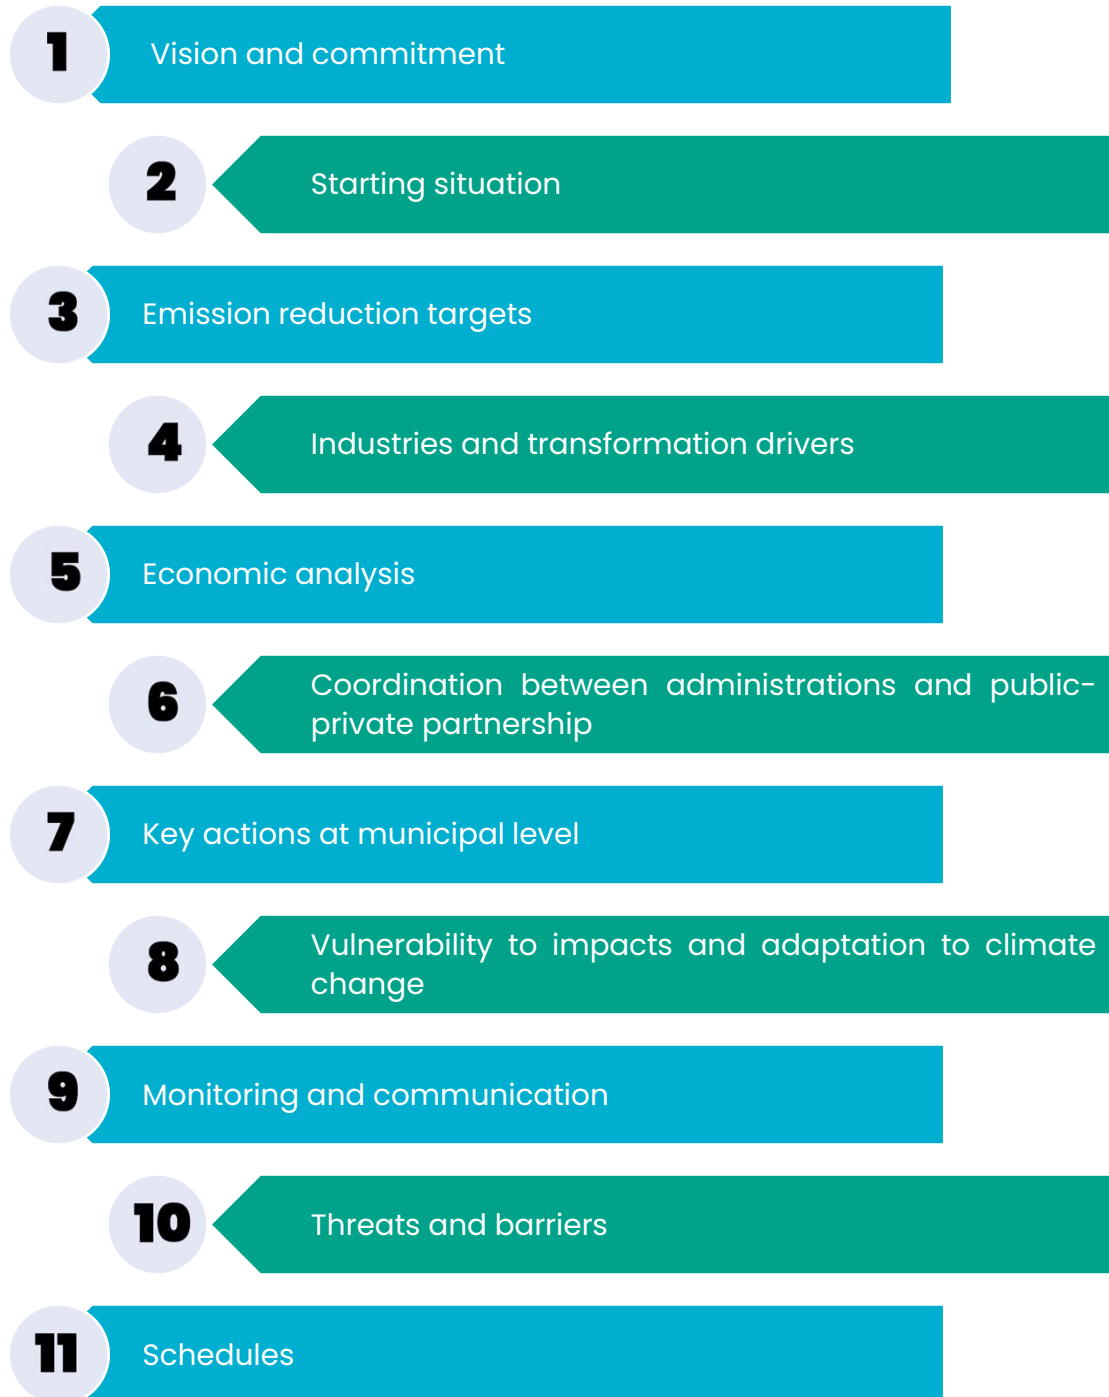 1
Vision and commitment
2
Starting situation
3
Emission reduction targets
4
Industries and transformation drivers
5
Economic analysis
6
Coordination between administrations and public-
private partnership
7
Key actions at municipal level
8
Vulnerability to impacts and adaptation to climate
change
9
Monitoring and communication
10
Threats and barriers
11
Schedules